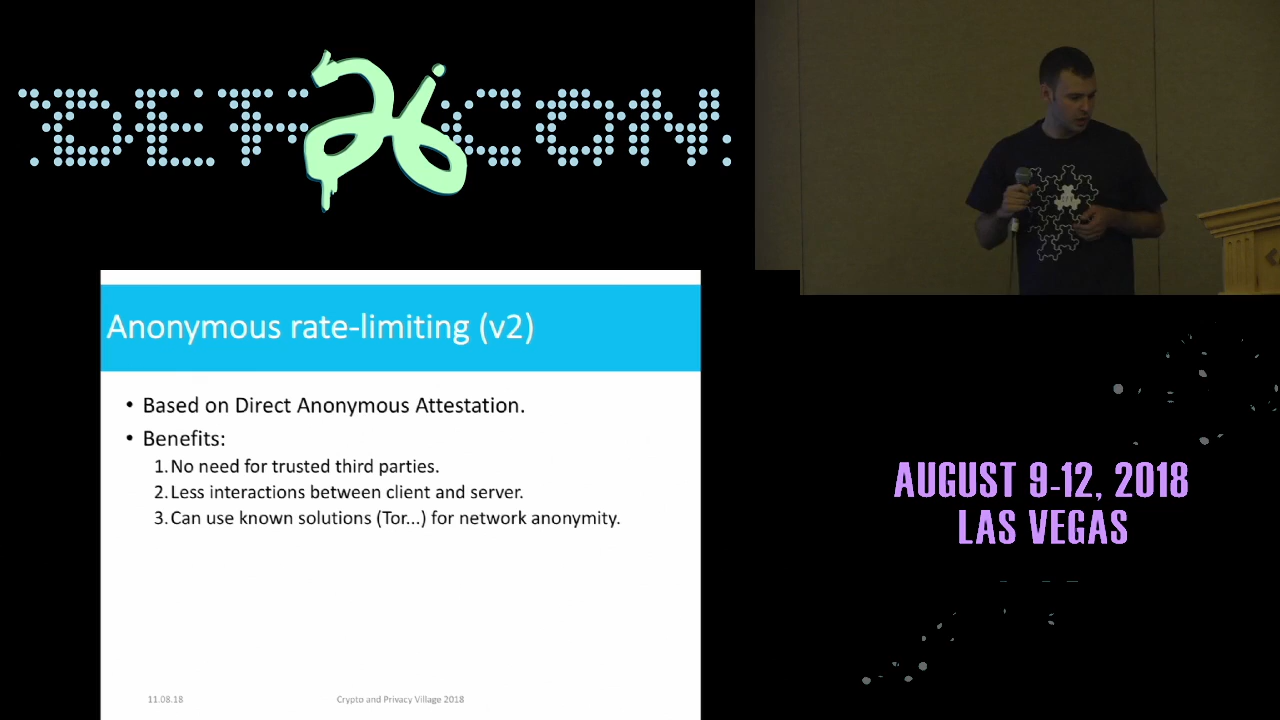 DEF 26 CON
Anonymous rate-limiting (v2)
• Based on Direct Anonymous Attestation.
• Benefits:
1. No need for trusted third parties.
2. Less interactions between client and server.
3. Can use known solutions (Tor...) for network anonymity.
11.08.18
Crypto and Privacy Village 2018
AUGUST 9-12, 2018
LAS VEGAS